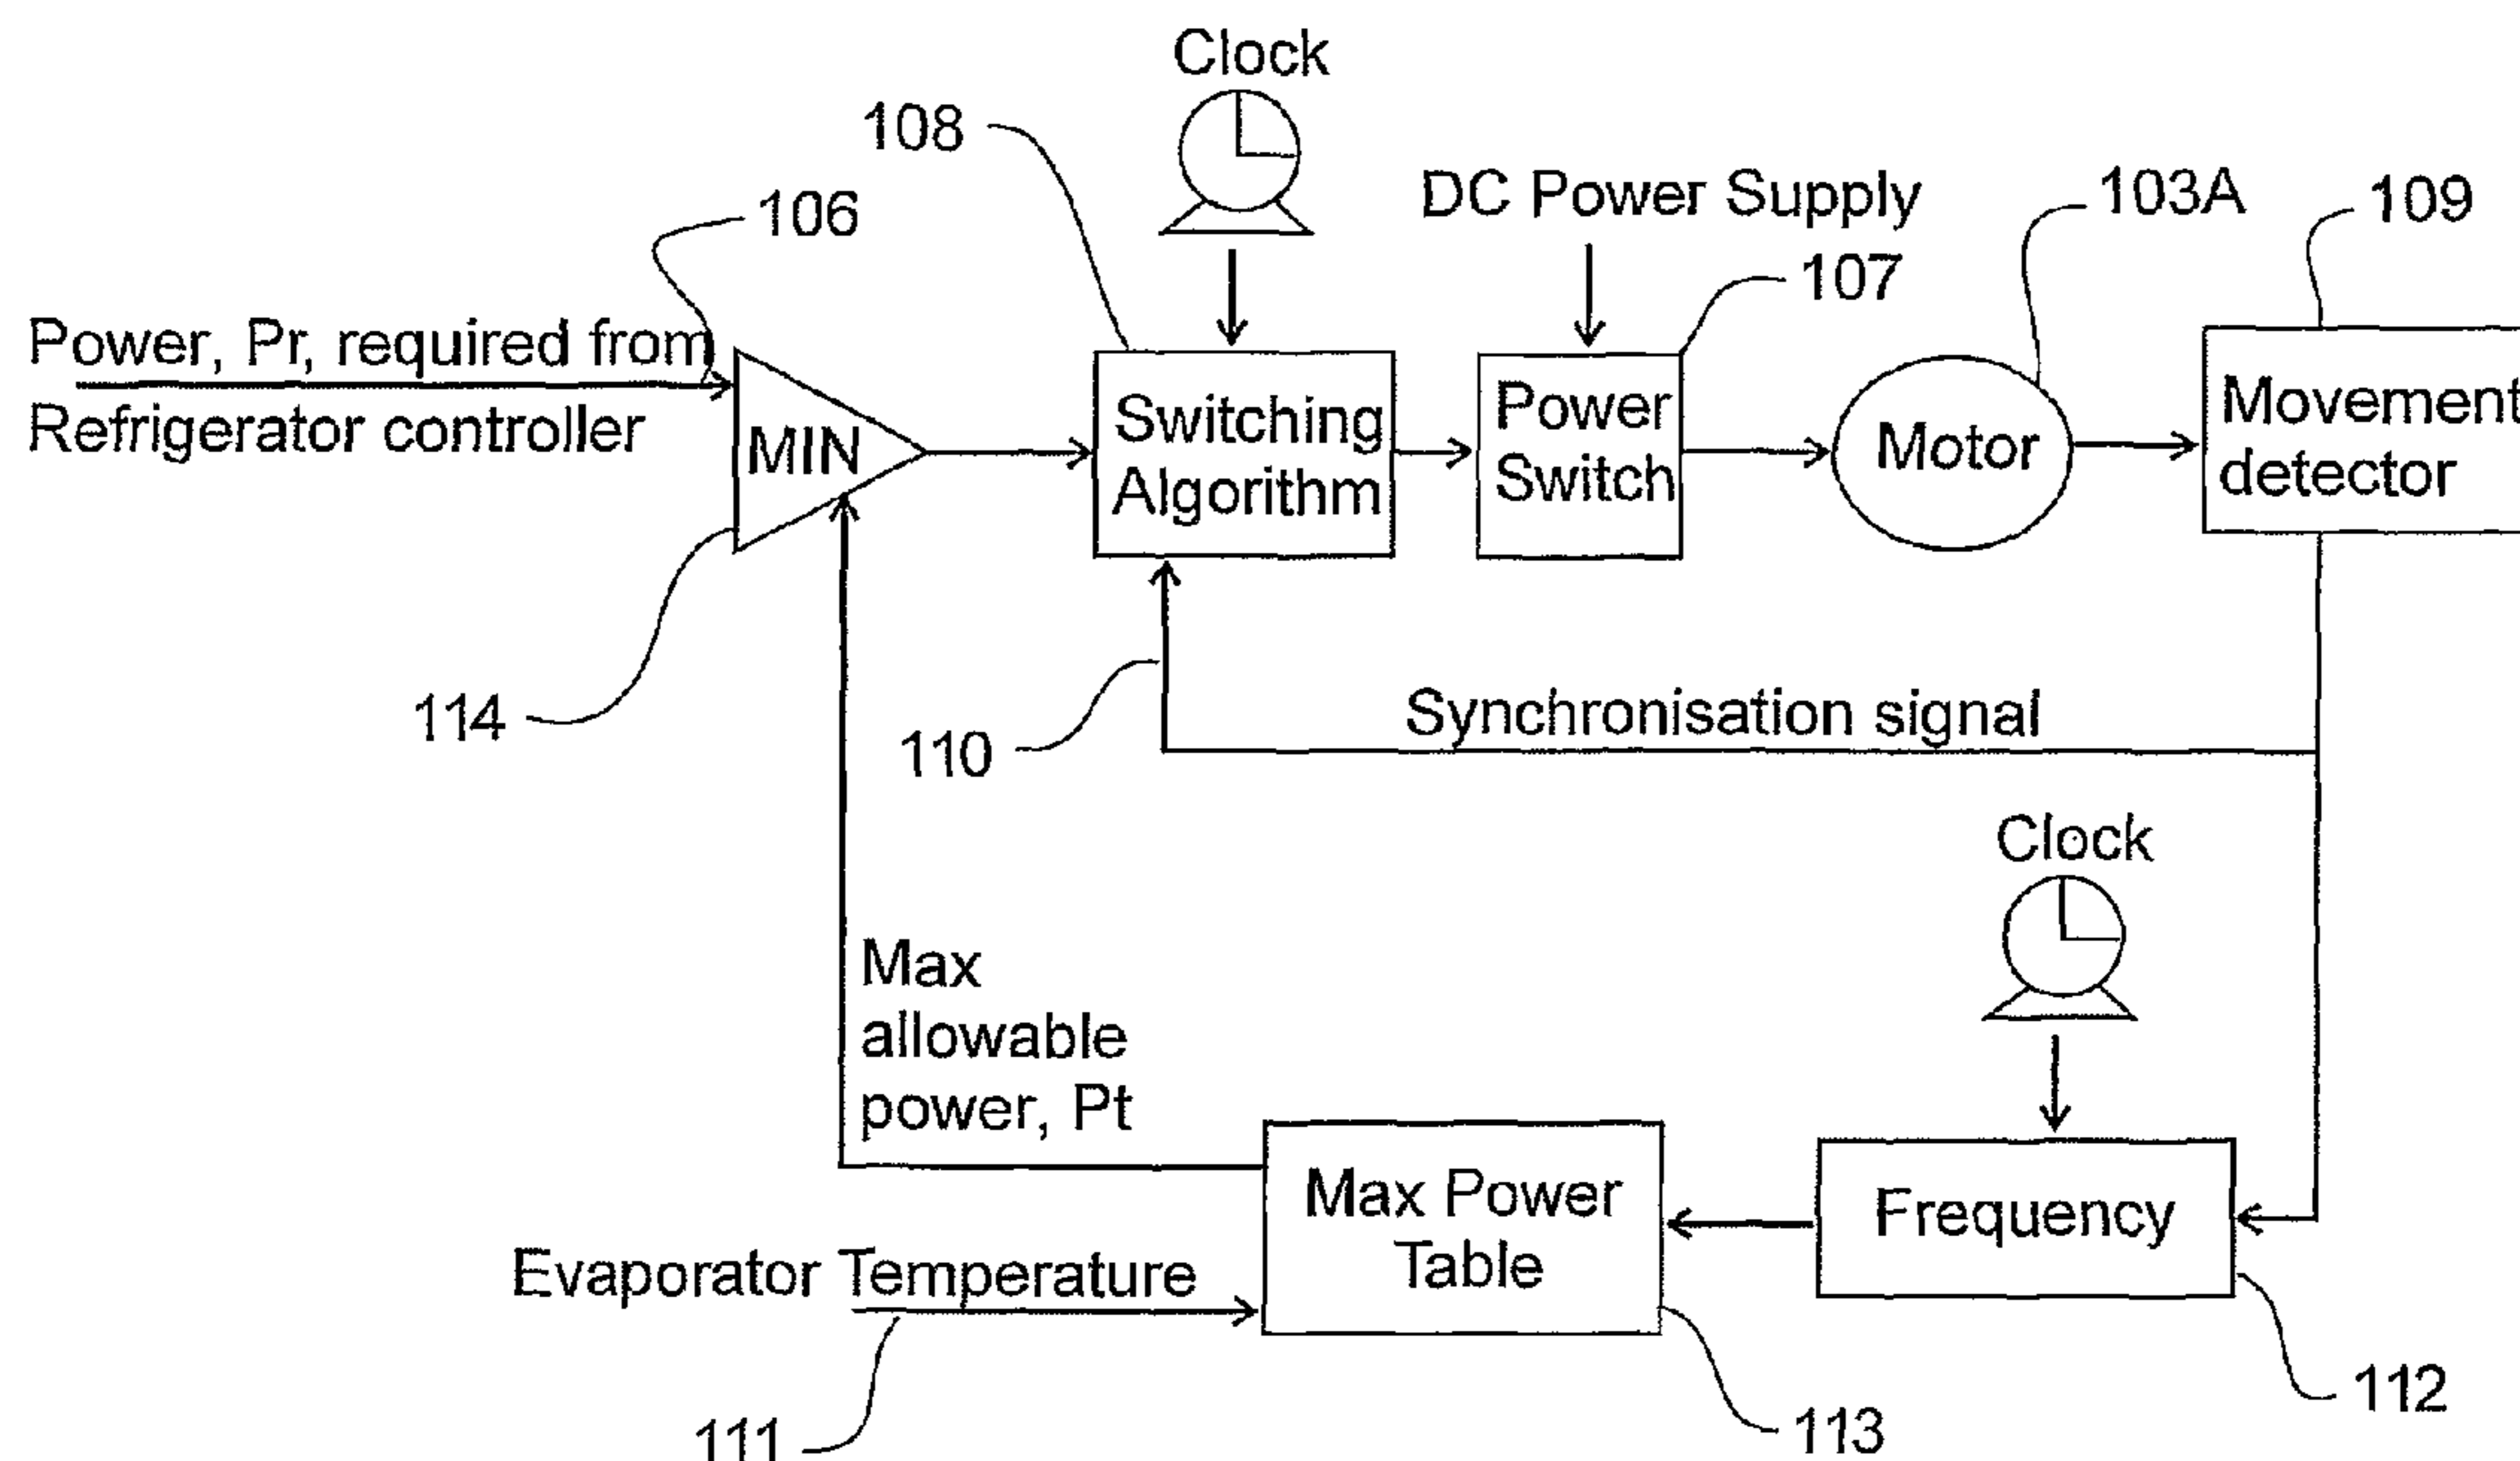 Clock
108
106
DC Power Supply
103A
109
107
Power, Pr, required from
Refrigerator controller
MIN
Switching
Algorithm
Power
Switch
Motor
Movement
detector
114
110
Synchronisation signal
Clock
Max
allowable
power, Pt
Max Power
Table
Frequency
Evaporator Temperature
111
113
112